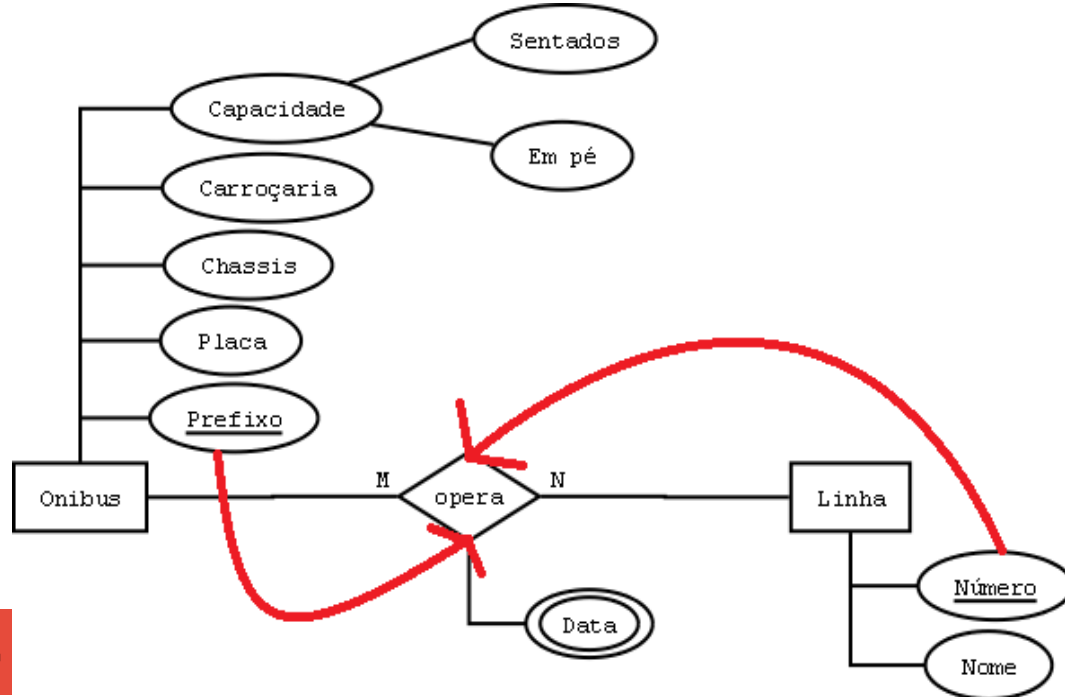 Sentados
Capacidade
Em pé
Carroçaria
Chassis
Placa
Prefixo
Onibus
M
opera
N
Linha
Número
Data
Nome